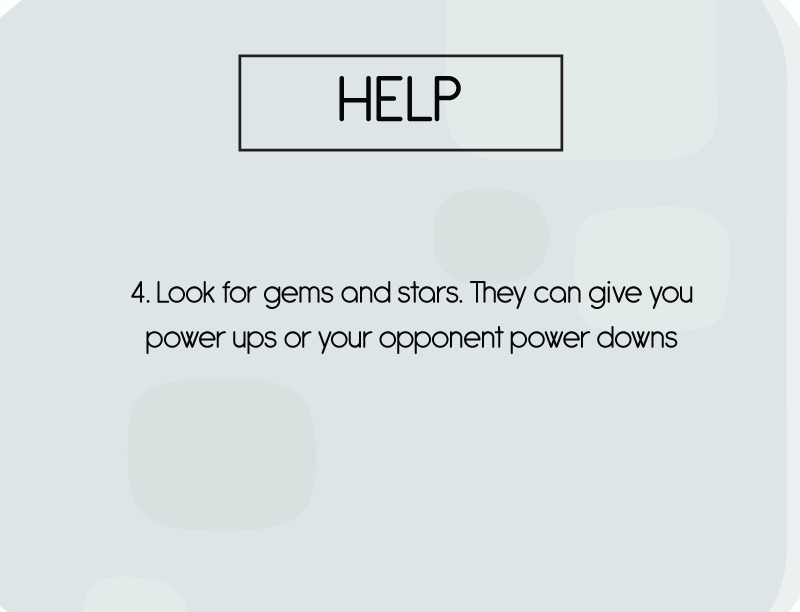 HELP
4. Look for gems and stars. They can give you
power ups or your opponent power downs